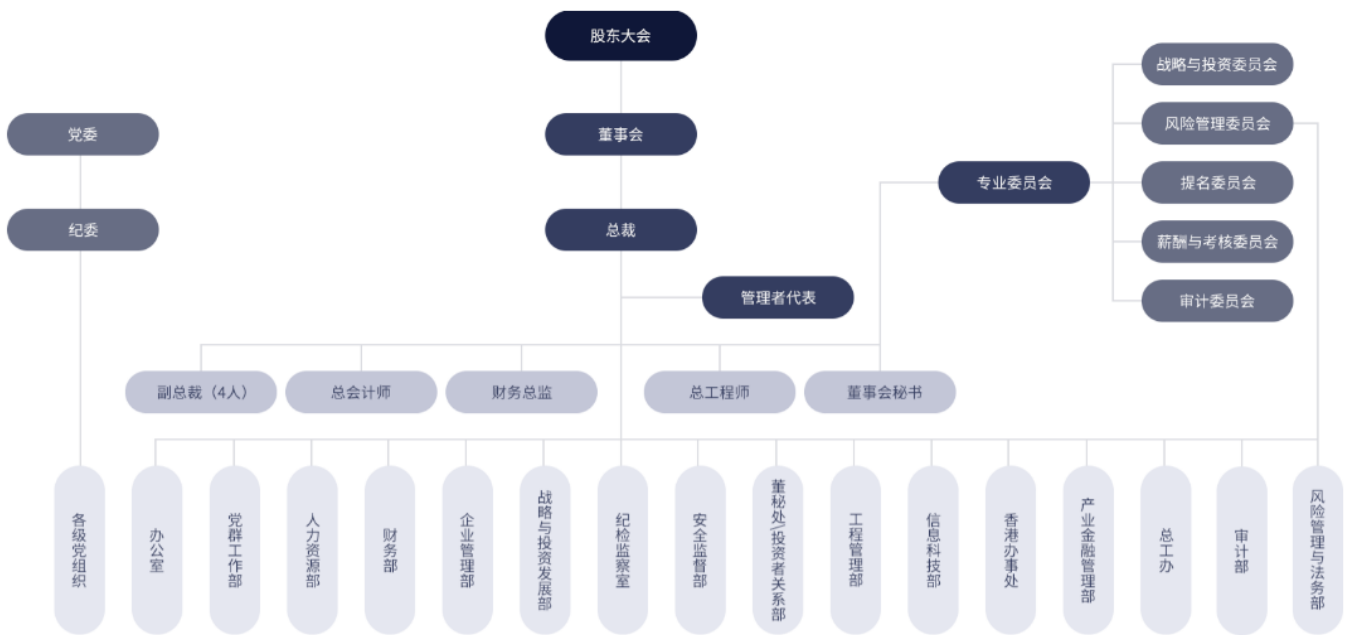 股东大会
战略与投资委员会
党委
董事会
风险管理委员会
专业委员会
提名委员会
纪委
总裁
薪酬与考核委员会
管理者代表
审计委员会
副总裁（4人）
总会计师
财务总监
总工程师
董事会秘书
各级党组织
办公室
党群工作部
人力资源部
财务部
企业管理部
战略与投资发展部
纪检监察室
安全监督部
董秘处\投资者关系部
工程管理部
信息科技部
香港办事处
产业金融管理部
总工办
审计部
风险管理与法务部